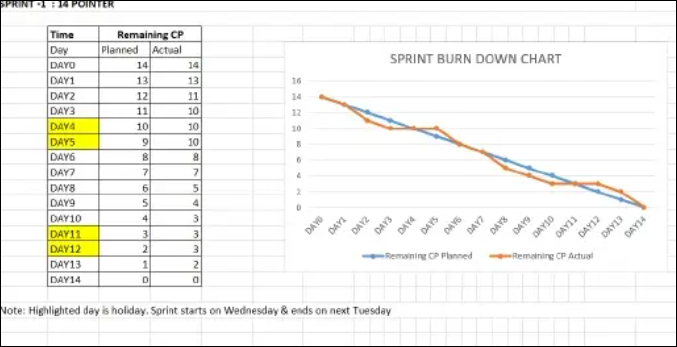 SPRINT -1 : 14 POINTER
Time Remaining CP
Day Planned Actual
DAY0 14 14
DAY1 13 13
DAY2 12 11
DAY3 11 10
DAY4 10 10
DAY5 9 10
DAY6 8 8
DAY7 7 7
DAY8 6 5
DAY9 5 4
DAY10 4 3
DAY11 3 3
DAY12 2 3
DAY13 1 2
DAY14 0 0
SPRINT BURN DOWN CHART
16
14
12
10
8
6
4
2
0
DAY0 DAY1 DAY2 DAY3 DAY4 DAY5 DAY6 DAY7 DAY8 DAY9 DAY10 DAY11 DAY12 DAY13 DAY14
Remaining CP Planned Remaining CP Actual
Note: Highlighted day is holiday. Sprint starts on Wednesday & ends on next Tuesday